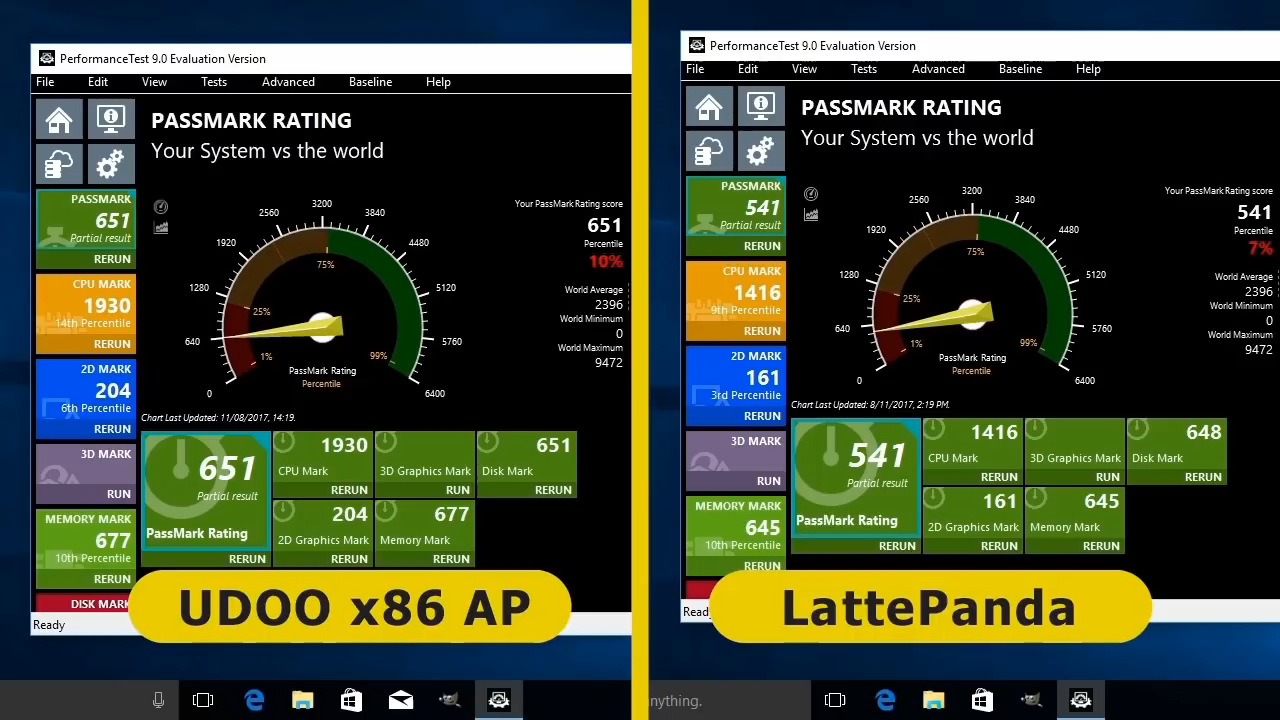 PerformanceTest 9.0 Evaluation Version
File Edit View Tests Advanced Baseline Help
PASSMARK RATING
Your System vs the world
PASSMARK
651
Partial result
RERUN
CPU MARK
1930
14th Percentile
RERUN
2D MARK
204
6th Percentile
RERUN
3D MARK
RUN
MEMORY MARK
677
10th Percentile
RERUN
DISK MARK
Ready
0
640
1280
1920
2560
3200
3840
4480
5120
5760
6400
1%
25%
75%
99%
PassMark Rating
Percentile
Your PassMark Rating score
651
Percentile
10%
World Average
2396
World Minimum
0
World Maximum
9472
Chart Last Updated: 11/08/2017, 14:19.
651
Partial result
PassMark Rating
RERUN
1930
CPU Mark
RERUN
3D Graphics Mark
RUN
651
Disk Mark
RERUN
204
2D Graphics Mark
RERUN
677
Memory Mark
RERUN
UDOO x86 AP
PerformanceTest 9.0 Evaluation Version
File Edit View Tests Advanced Baseline Help
PASSMARK RATING
Your System vs the world
PASSMARK
541
Partial result
RERUN
CPU MARK
1416
9th Percentile
RERUN
2D MARK
161
3rd Percentile
RERUN
3D MARK
RUN
MEMORY MARK
645
10th Percentile
RERUN
Ready
0
640
1280
1920
2560
3200
3840
4480
5120
5760
6400
1%
25%
75%
99%
PassMark Rating
Percentile
Your PassMark Rating score
541
Percentile
7%
World Average
2396
World Minimum
0
World Maximum
9472
Chart Last Updated: 8/11/2017, 2:19 PM.
541
Partial result
PassMark Rating
RERUN
1416
CPU Mark
RERUN
3D Graphics Mark
RUN
648
Disk Mark
RERUN
161
2D Graphics Mark
RERUN
645
Memory Mark
RERUN
LattePanda
anything.